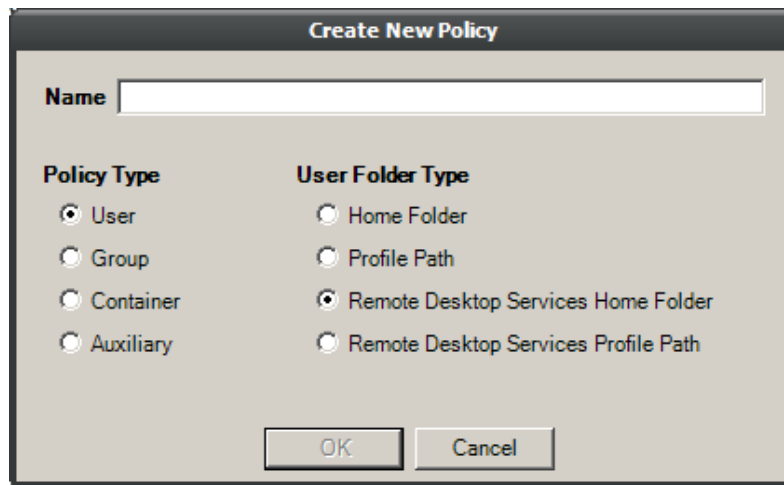 Create New Policy
Name
Policy Type
User Folder Type
User
Home Folder
Group
Profile Path
Container
Remote Desktop Services Home Folder
Auxiliary
Remote Desktop Services Profile Path
OK
Cancel